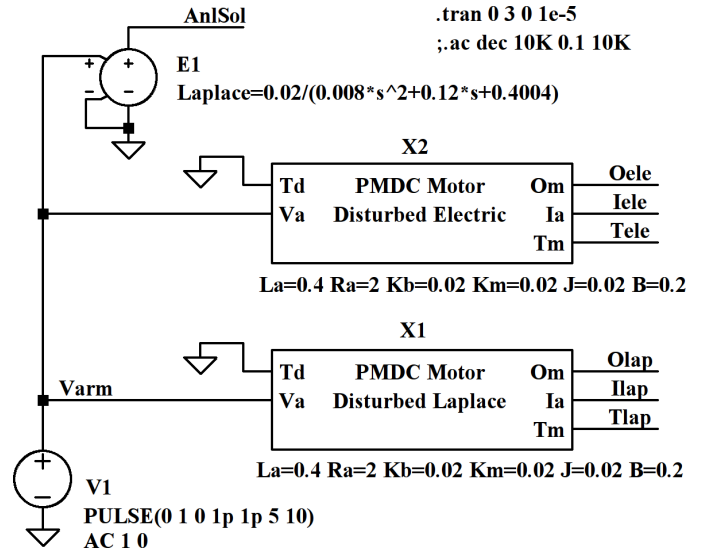 AnlSol
.tran 0 3 0 1e-5
;.ac dec 10K 0.1 10K
E1
Laplace=0.02/(0.008*s^2+0.12*s+0.4004)
X2
Td PMDC Motor Om Oele
Va Disturbed Electric Ia Iele
Tm Tele
La=0.4 Ra=2 Kb=0.02 Km=0.02 J=0.02 B=0.2
X1
Td PMDC Motor Om Olap
Varm Va Disturbed Laplace Ia Ilap
Tm Tlap
La=0.4 Ra=2 Kb=0.02 Km=0.02 J=0.02 B=0.2
V1
PULSE(0 1 0 1p 1p 5 10)
AC 1 0